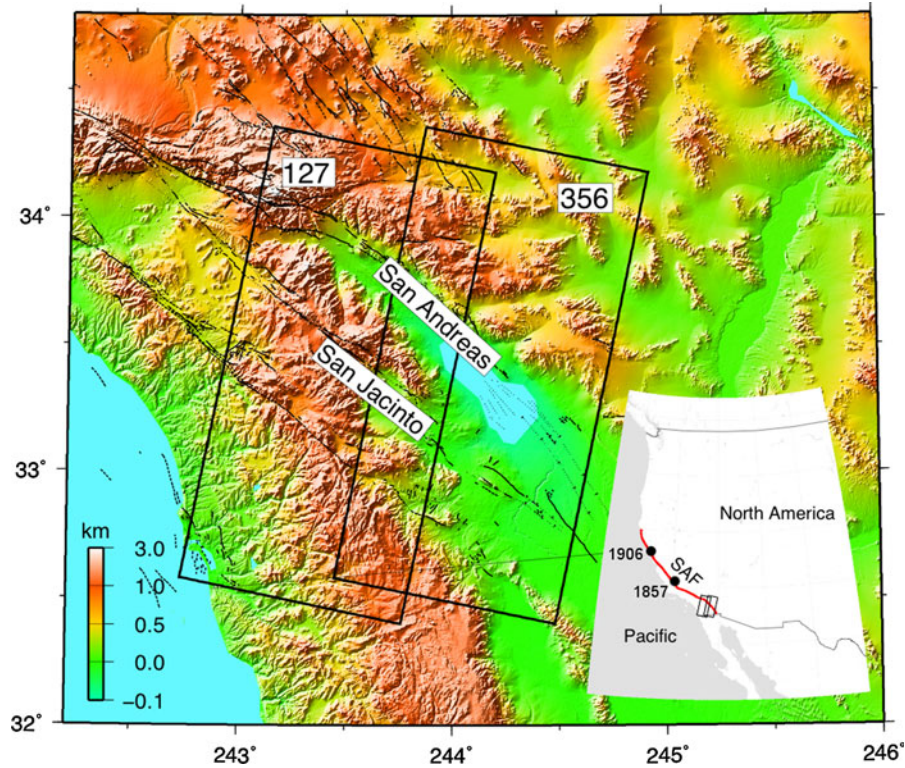 127
356
34°
San Andreas
San Jacinto
33°
km
3.0
1.0
0.5
0.0
−0.1
North America
1906
SAF
1857
Pacific
32°
243°
244°
245°
246°